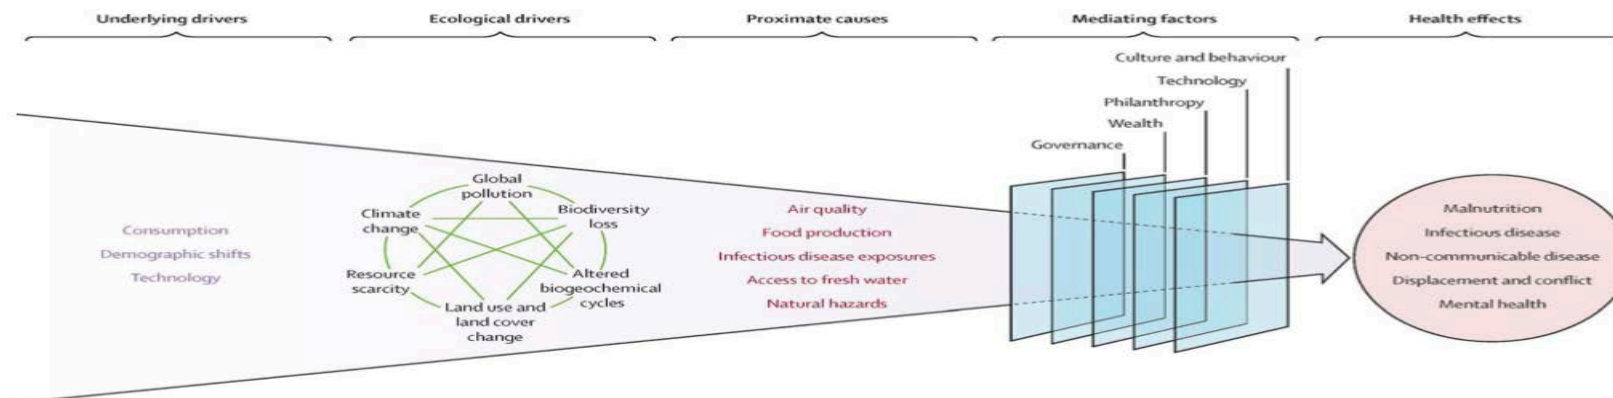 Underlying drivers
Ecological drivers
Proximate causes
Mediating factors
Health effects
Consumption
Demographic shifts
Technology
Global
pollution
Climate
change
Biodiversity
loss
Resource
scarcity
Altered
biogeochemical
cycles
Land use and
land cover
change
Air quality
Food production
Infectious disease exposures
Access to fresh water
Natural hazards
Culture and behaviour
Technology
Philanthropy
Wealth
Governance
Malnutrition
Infectious disease
Non-communicable disease
Displacement and conflict
Mental health